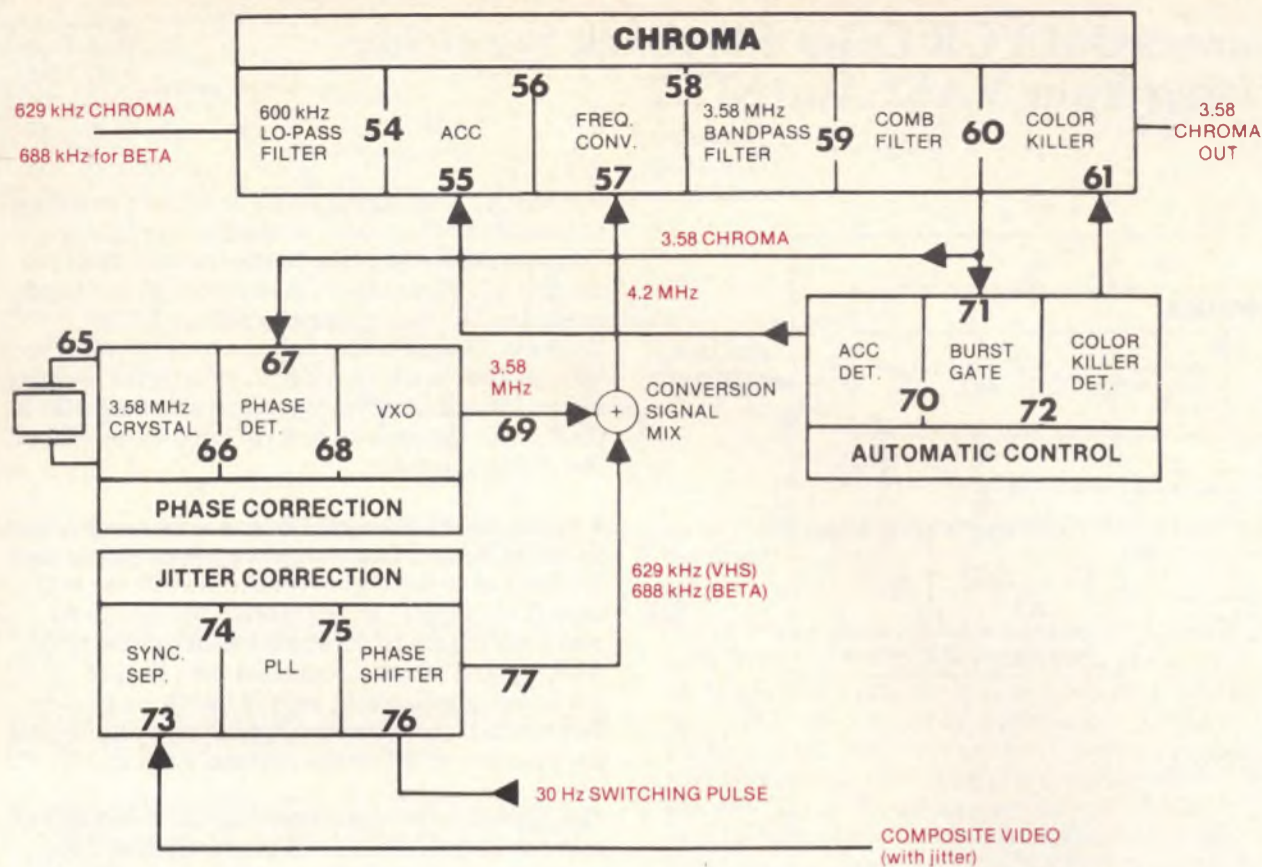 CHROMA
629 kHz CHROMA
688 kHz for BETA
600 kHz
LO-PASS
FILTER
54
ACC
55
56
FREQ.
CONV.
57
58
3.58 MHz
BANDPASS
FILTER
59
COMB
FILTER
60
COLOR
KILLER
61
3.58
CHROMA
OUT
3.58 CHROMA
4.2 MHz
65
3.58 MHz
CRYSTAL
66
67
PHASE
DET.
68
VXO
3.58
MHz
69
CONVERSION
SIGNAL
MIX
PHASE CORRECTION
ACC
DET.
70
71
BURST
GATE
72
COLOR
KILLER
DET.
AUTOMATIC CONTROL
JITTER CORRECTION
SYNC.
SEP.
73
74
PLL
75
PHASE
SHIFTER
76
77
629 kHz (VHS)
688 kHz (BETA)
30 Hz SWITCHING PULSE
COMPOSITE VIDEO
(with jitter)